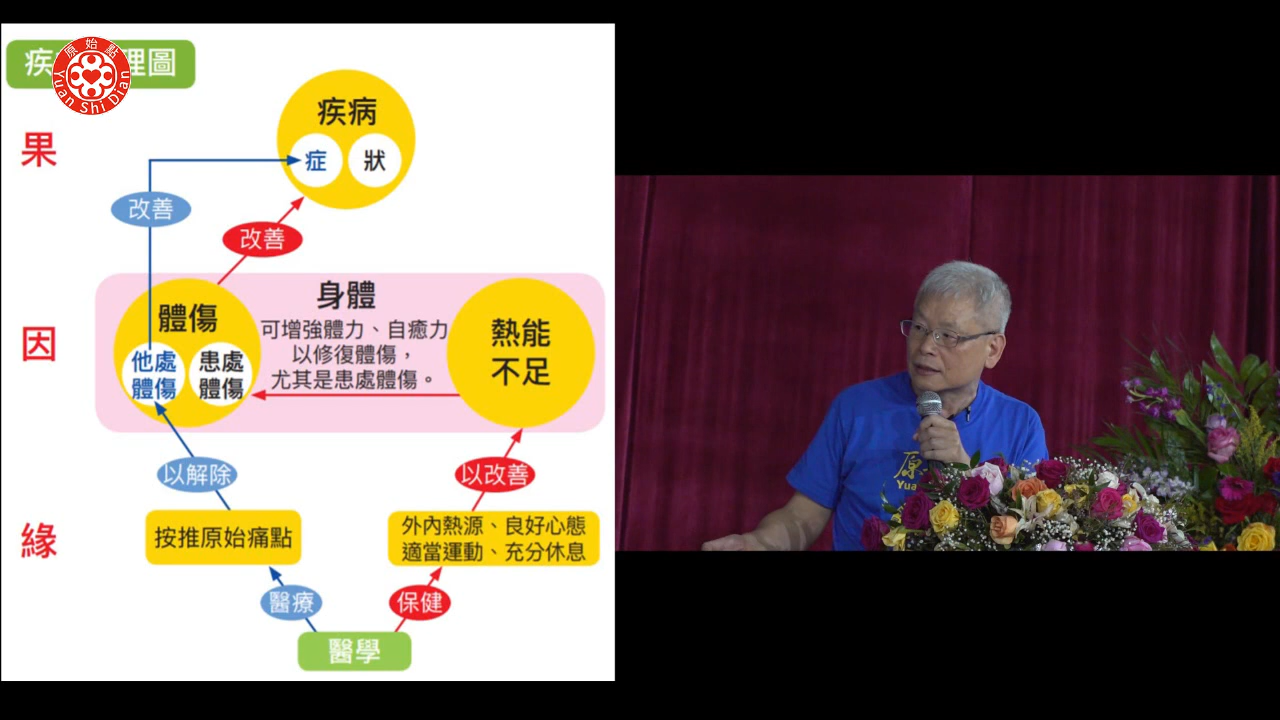 疾
理圖
原始點
Yuan Shi Dian
果
疾病
症
狀
改善
改善
因
身體
可增強體力、自癒力
以修復體傷，
尤其是患處體傷。
體傷
他處
體傷
患處
體傷
熱能
不足
以解除
以改善
緣
按推原始痛點
外內熱源、良好心態
適當運動、充分休息
醫療
保健
醫學
原
Yua